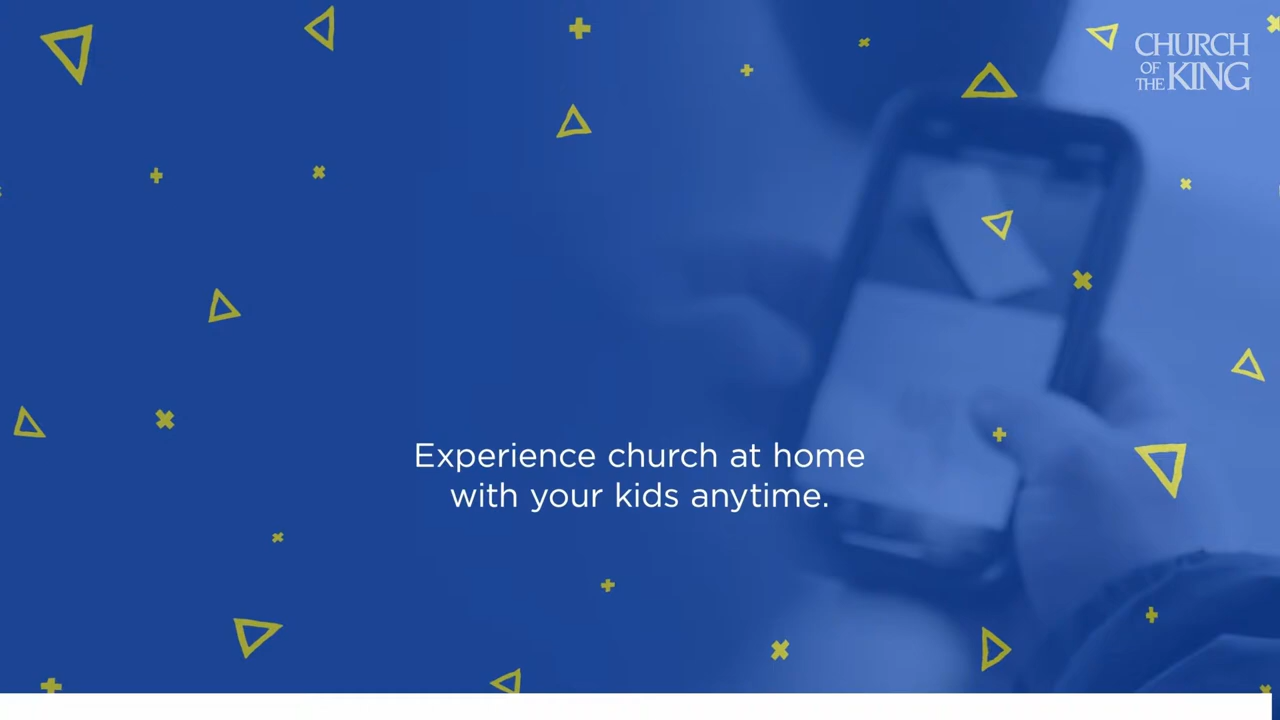 CHURCH
OF
THE KING
Experience church at home
with your kids anytime.